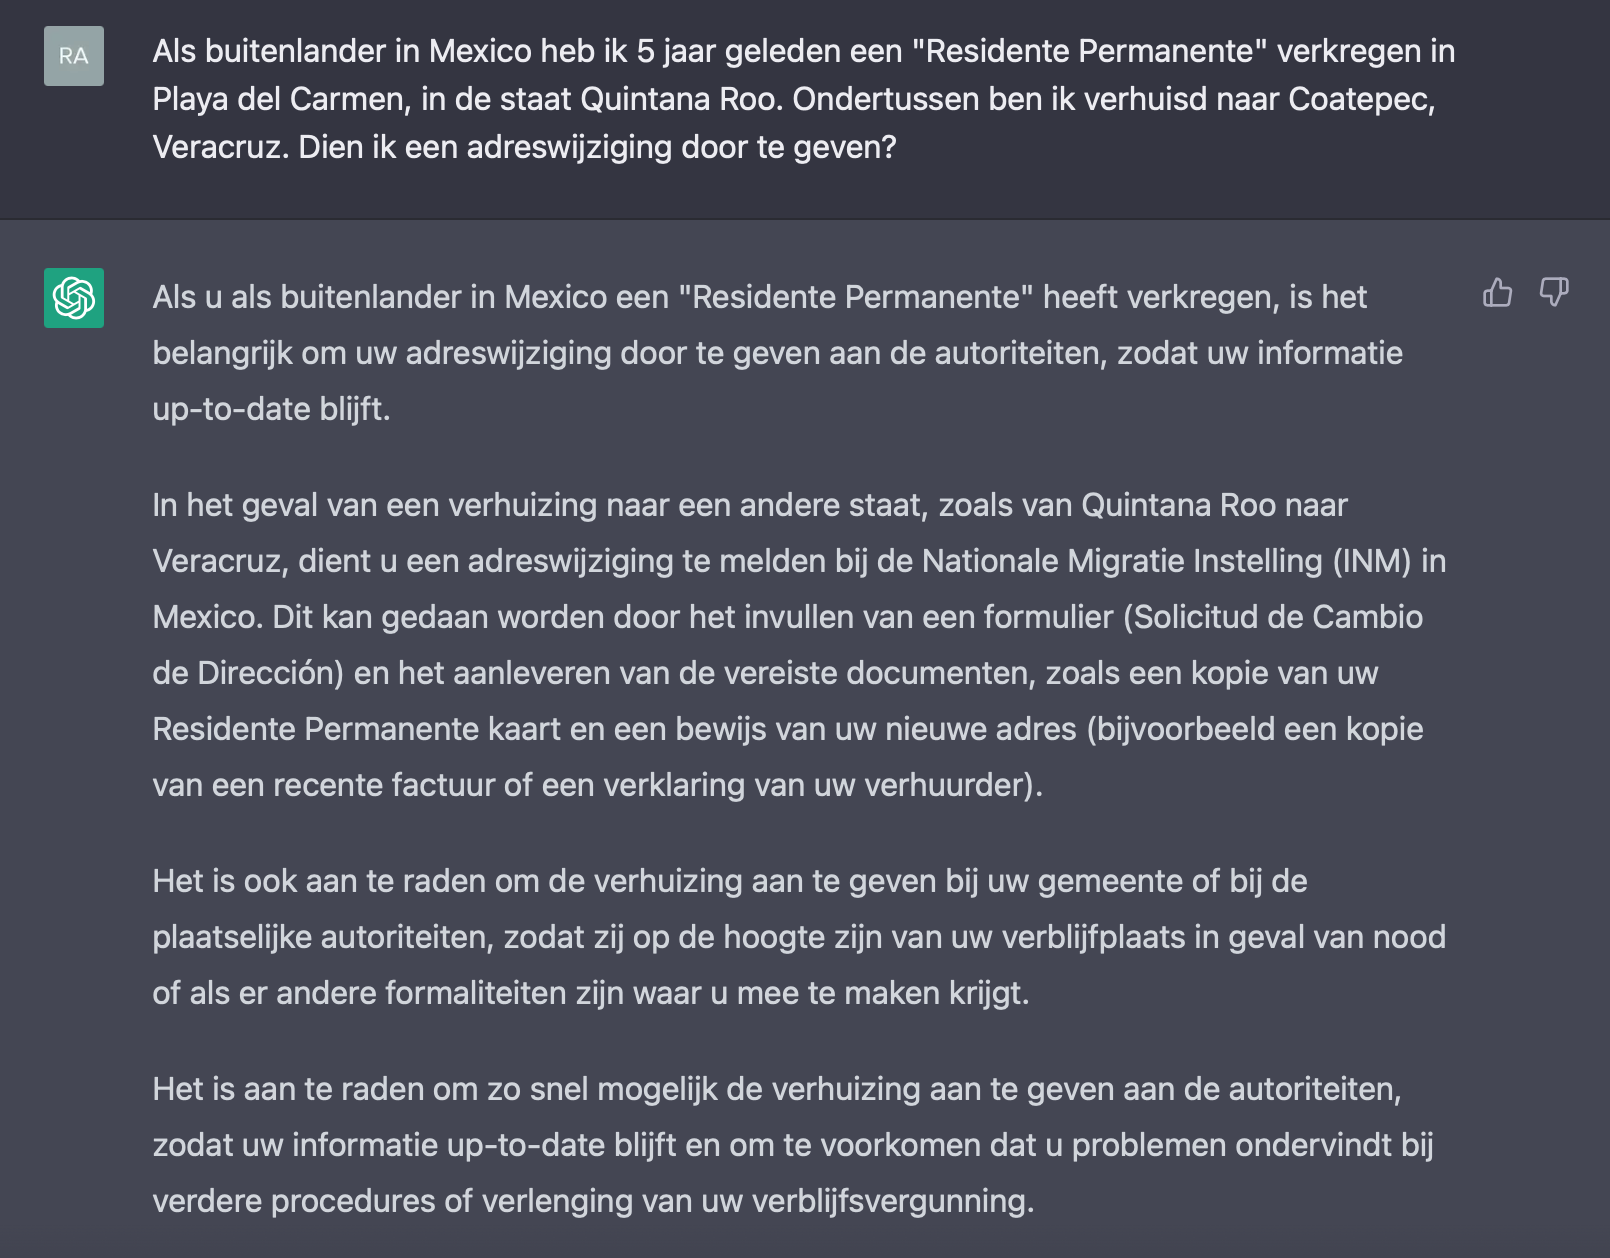 RA
Als buitenlander in Mexico heb ik 5 jaar geleden een "Residente Permanente" verkregen in
Playa del Carmen, in de staat Quintana Roo. Ondertussen ben ik verhuisd naar Coatepec,
Veracruz. Dien ik een adreswijziging door te geven?
Als u als buitenlander in Mexico een "Residente Permanente" heeft verkregen, is het
belangrijk om uw adreswijziging door te geven aan de autoriteiten, zodat uw informatie
up-to-date blijft.
In het geval van een verhuizing naar een andere staat, zoals van Quintana Roo naar
Veracruz, dient u een adreswijziging te melden bij de Nationale Migratie Instelling (INM) in
Mexico. Dit kan gedaan worden door het invullen van een formulier (Solicitud de Cambio
de Dirección) en het aanleveren van de vereiste documenten, zoals een kopie van uw
Residente Permanente kaart en een bewijs van uw nieuwe adres (bijvoorbeeld een kopie
van een recente factuur of een verklaring van uw verhuurder).
Het is ook aan te raden om de verhuizing aan te geven bij uw gemeente of bij de
plaatselijke autoriteiten, zodat zij op de hoogte zijn van uw verblijfplaats in geval van nood
of als er andere formaliteiten zijn waar u mee te maken krijgt.
Het is aan te raden om zo snel mogelijk de verhuizing aan te geven aan de autoriteiten,
zodat uw informatie up-to-date blijft en om te voorkomen dat u problemen ondervindt bij
verdere procedures of verlenging van uw verblijfsvergunning.